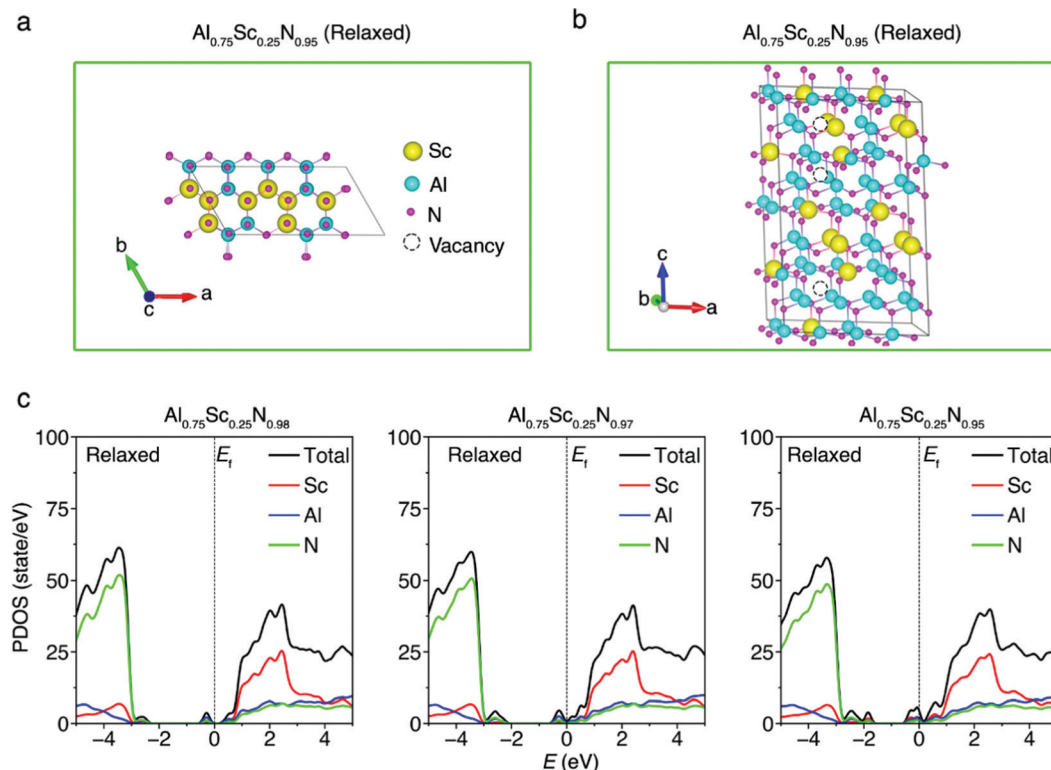 a
Al0.75Sc0.25N0.95 (Relaxed)
Sc
Al
N
Vacancy
b
c
a
b
Al0.75Sc0.25N0.95 (Relaxed)
c
b
a
c
Al0.75Sc0.25N0.98
Relaxed
Ef
Total
Sc
Al
N
100
75
50
25
0
PDOS (state/eV)
−4 −2 0 2 4
Al0.75Sc0.25N0.97
Relaxed
Ef
Total
Sc
Al
N
100
75
50
25
0
−4 −2 0 2 4
E (eV)
Al0.75Sc0.25N0.95
Relaxed
Ef
Total
Sc
Al
N
100
75
50
25
0
−4 −2 0 2 4